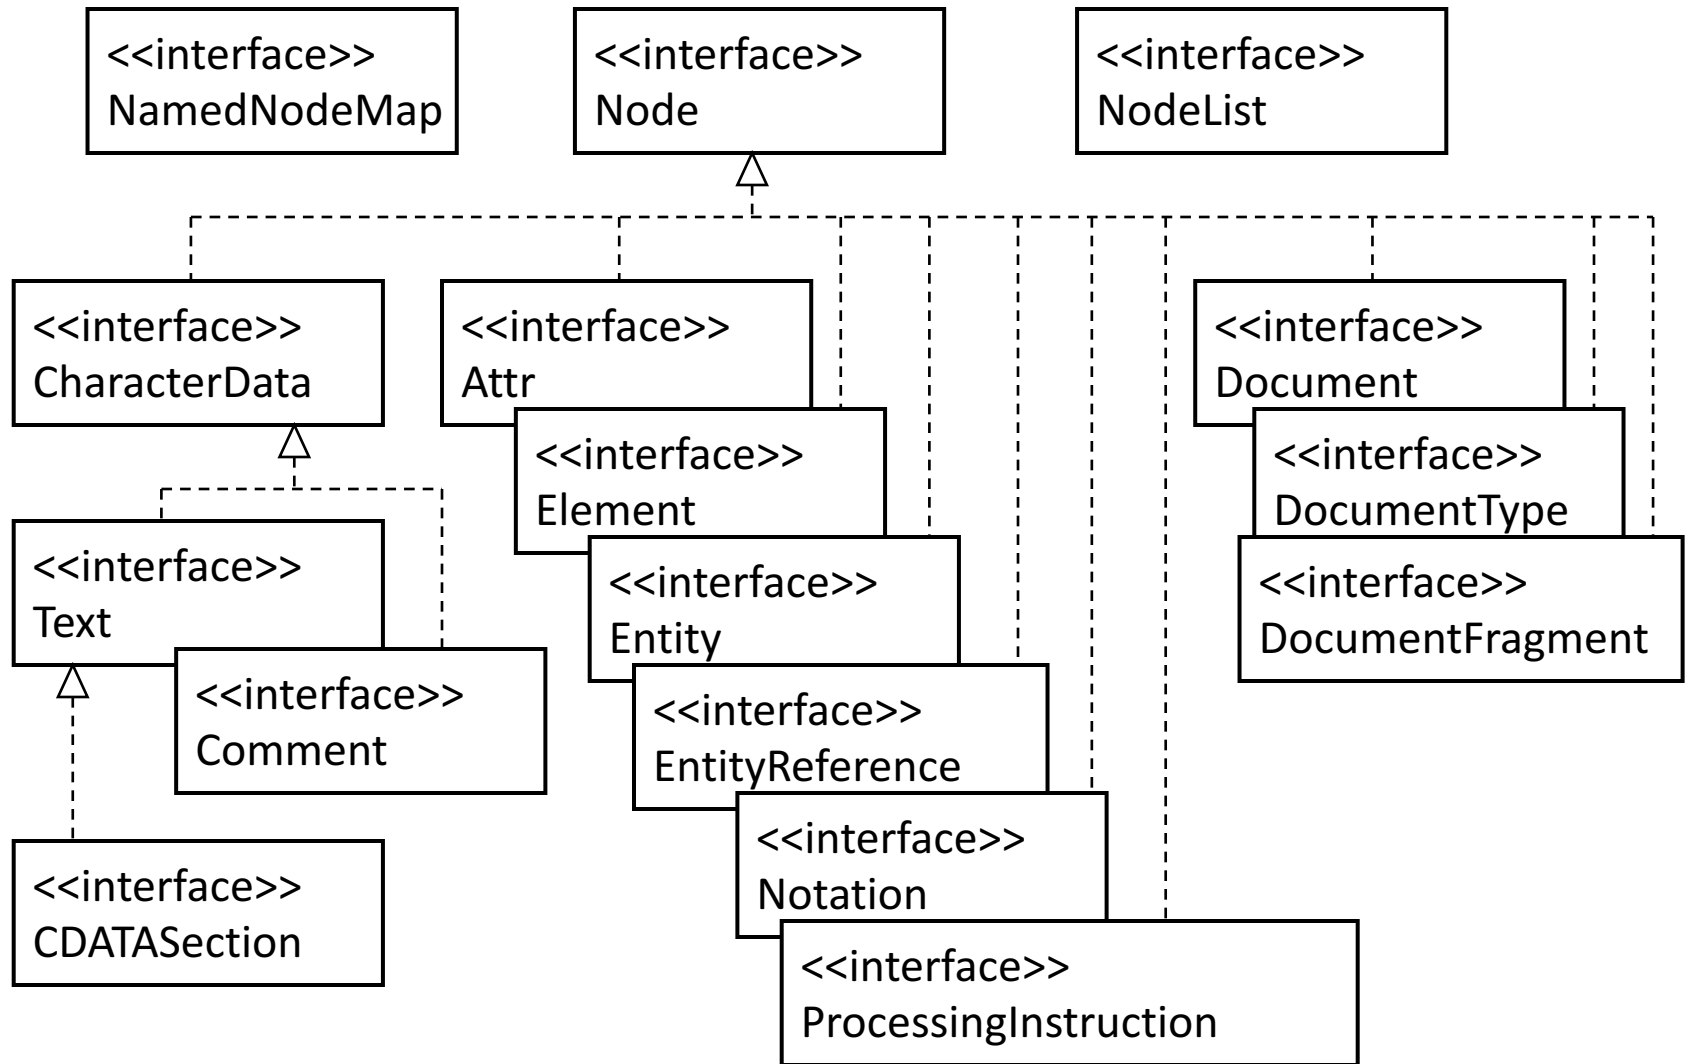 <<interface>>
NamedNodeMap
<<interface>>
Node
<<interface>>
NodeList
<<interface>>
CharacterData
<<interface>>
Attr
<<interface>>
Document
<<interface>>
Element
<<interface>>
DocumentType
<<interface>>
Text
<<interface>>
Entity
<<interface>>
DocumentFragment
<<interface>>
Comment
<<interface>>
EntityReference
<<interface>>
Notation
<<interface>>
CDATASection
<<interface>>
ProcessingInstruction